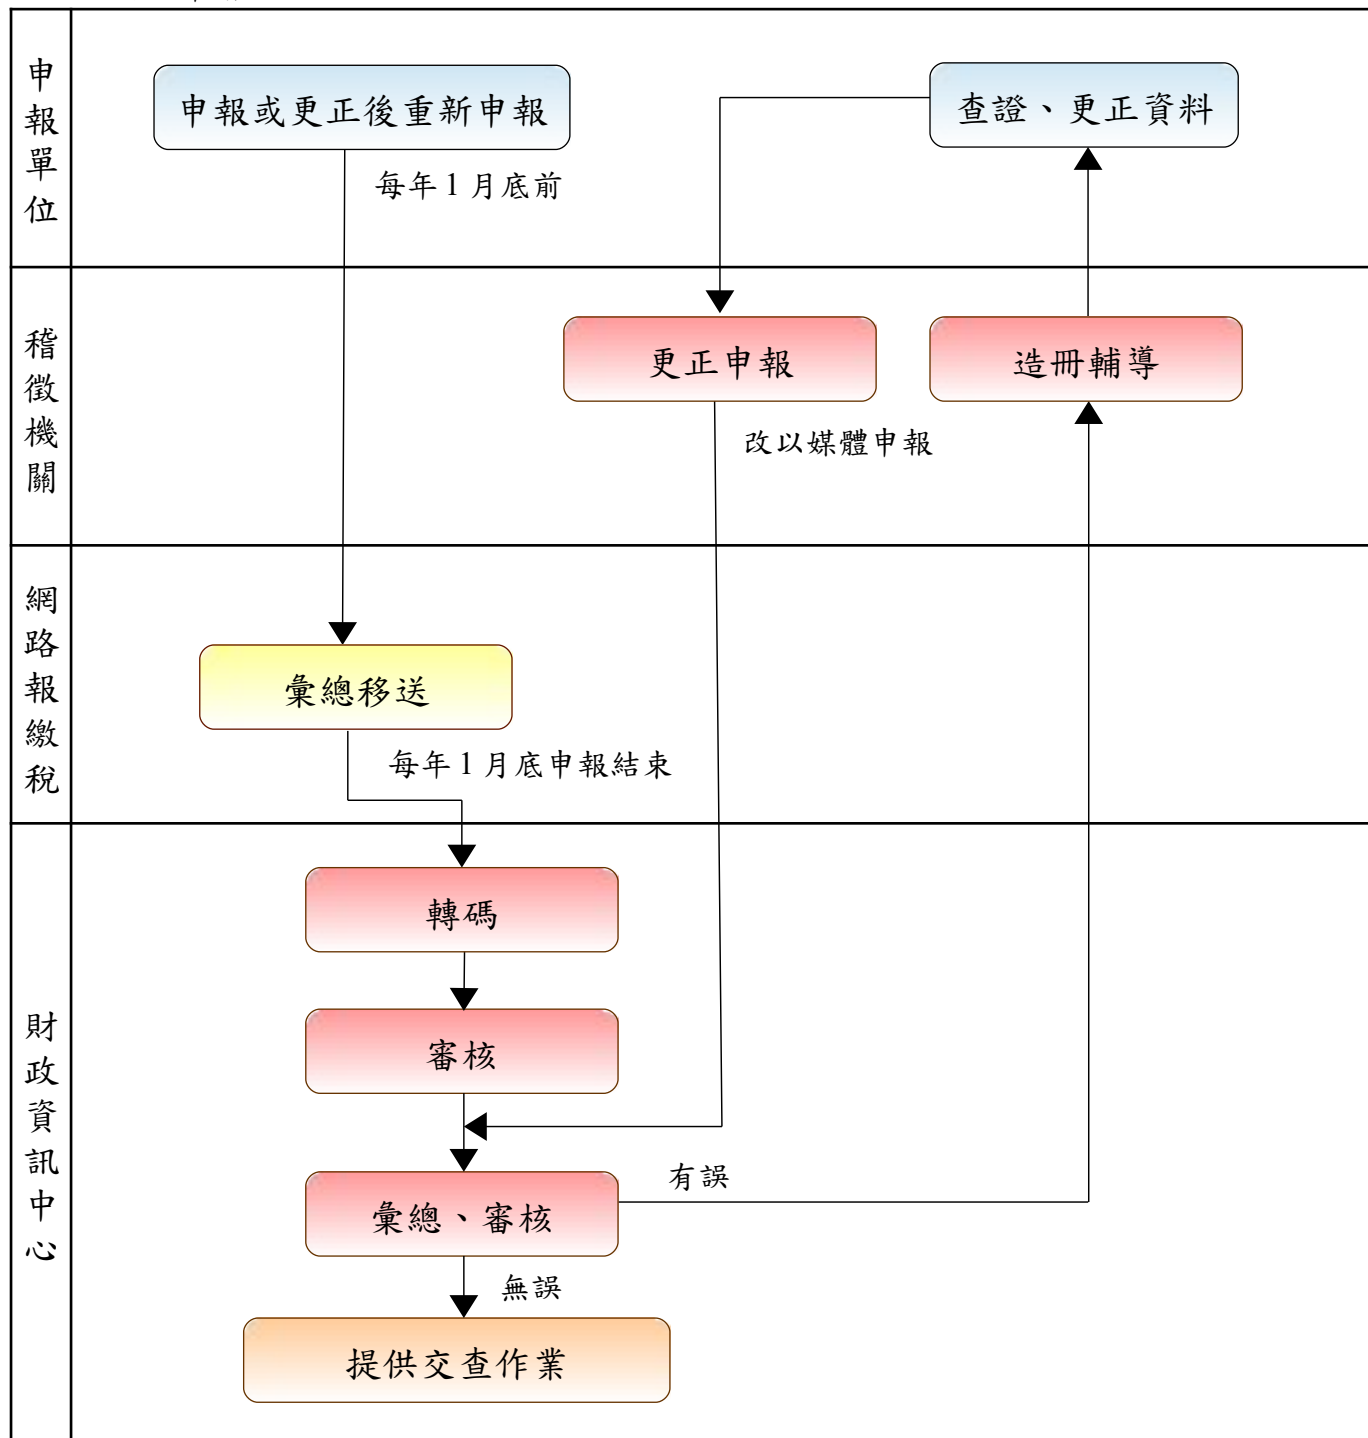 申報單位
申報或更正後重新申報
查證、更正資料
每年1月底前
稽徵機關
更正申報
造冊輔導
改以媒體申報
網路報繳稅
彙總移送
每年1月底申報結束
財政資訊中心
轉碼
審核
彙總、審核
有誤
無誤
提供交查作業